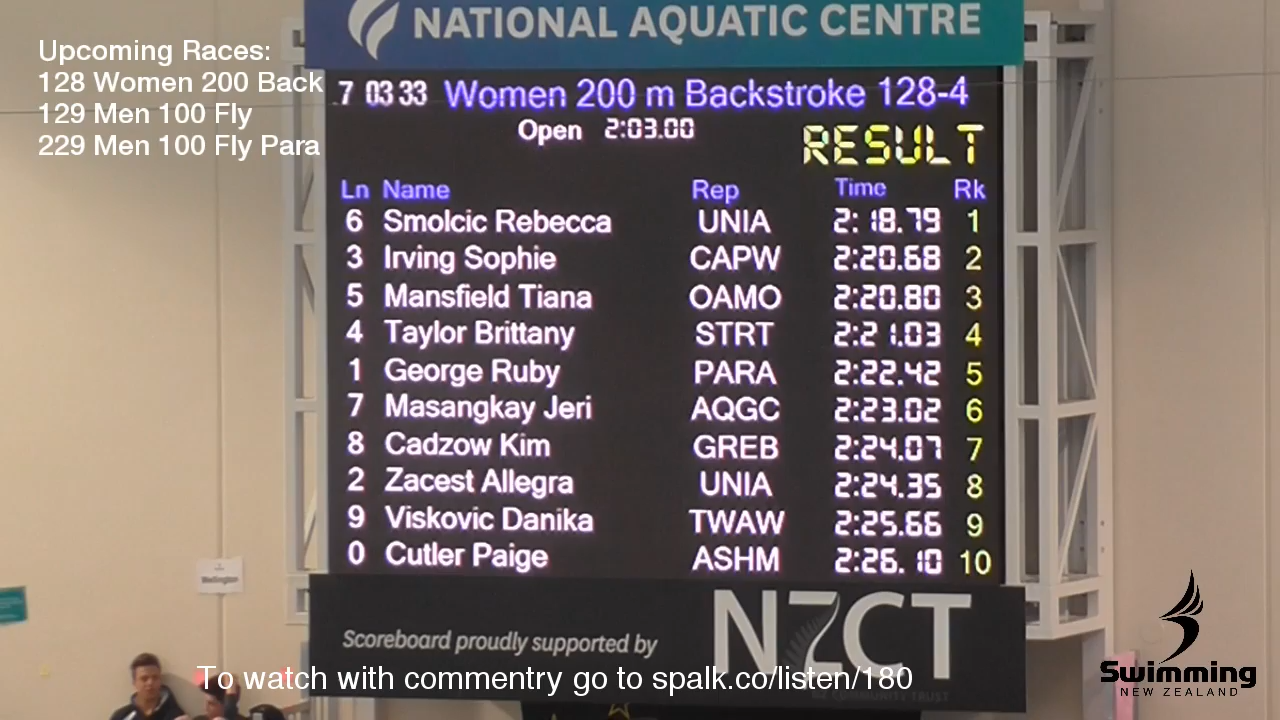 NATIONAL AQUATIC CENTRE
Upcoming Races:
128 Women 200 Back
129 Men 100 Fly
229 Men 100 Fly Para
7 03 33 Women 200 m Backstroke 128-4
Open 2:03.00
RESULT
Ln Name Rep Time Rk
6 Smolcic Rebecca UNIA 2:18.79 1
3 Irving Sophie CAPW 2:20.68 2
5 Mansfield Tiana OAMO 2:20.80 3
4 Taylor Brittany STRT 2:21.03 4
1 George Ruby PARA 2:22.42 5
7 Masangkay Jeri AQGC 2:23.02 6
8 Cadzow Kim GREB 2:24.07 7
2 Zacest Allegra UNIA 2:24.35 8
9 Viskovic Danika TWAW 2:25.66 9
0 Cutler Paige ASHM 2:26.10 10
Wellington
Scoreboard proudly supported by
NZCT
COMMUNITY TRUST
To watch with commentry go to spalk.co/listen/180
Swimming
NEW ZEALAND